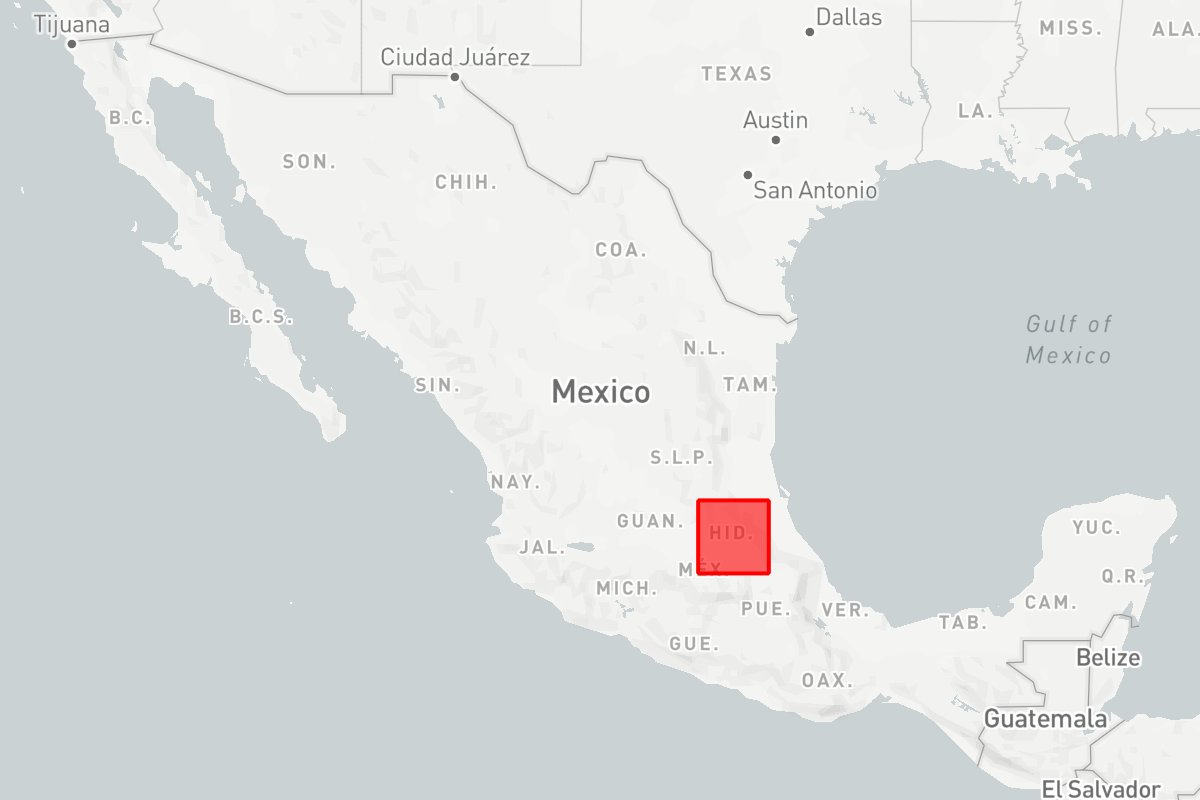 Tijuana
Dallas
MISS.
ALA.
Ciudad Juárez
TEXAS
B.C.
LA.
Austin
SON.
CHIH.
San Antonio
COA.
B.C.S.
Gulf of
Mexico
N.L.
SIN.
Mexico
TAM.
S.L.P.
NAY.
GUAN.
HID.
YUC.
JAL.
MÉX.
Q.R.
MICH.
CAM.
PUE.
VER.
TAB.
GUE.
Belize
OAX.
Guatemala
El Salvador